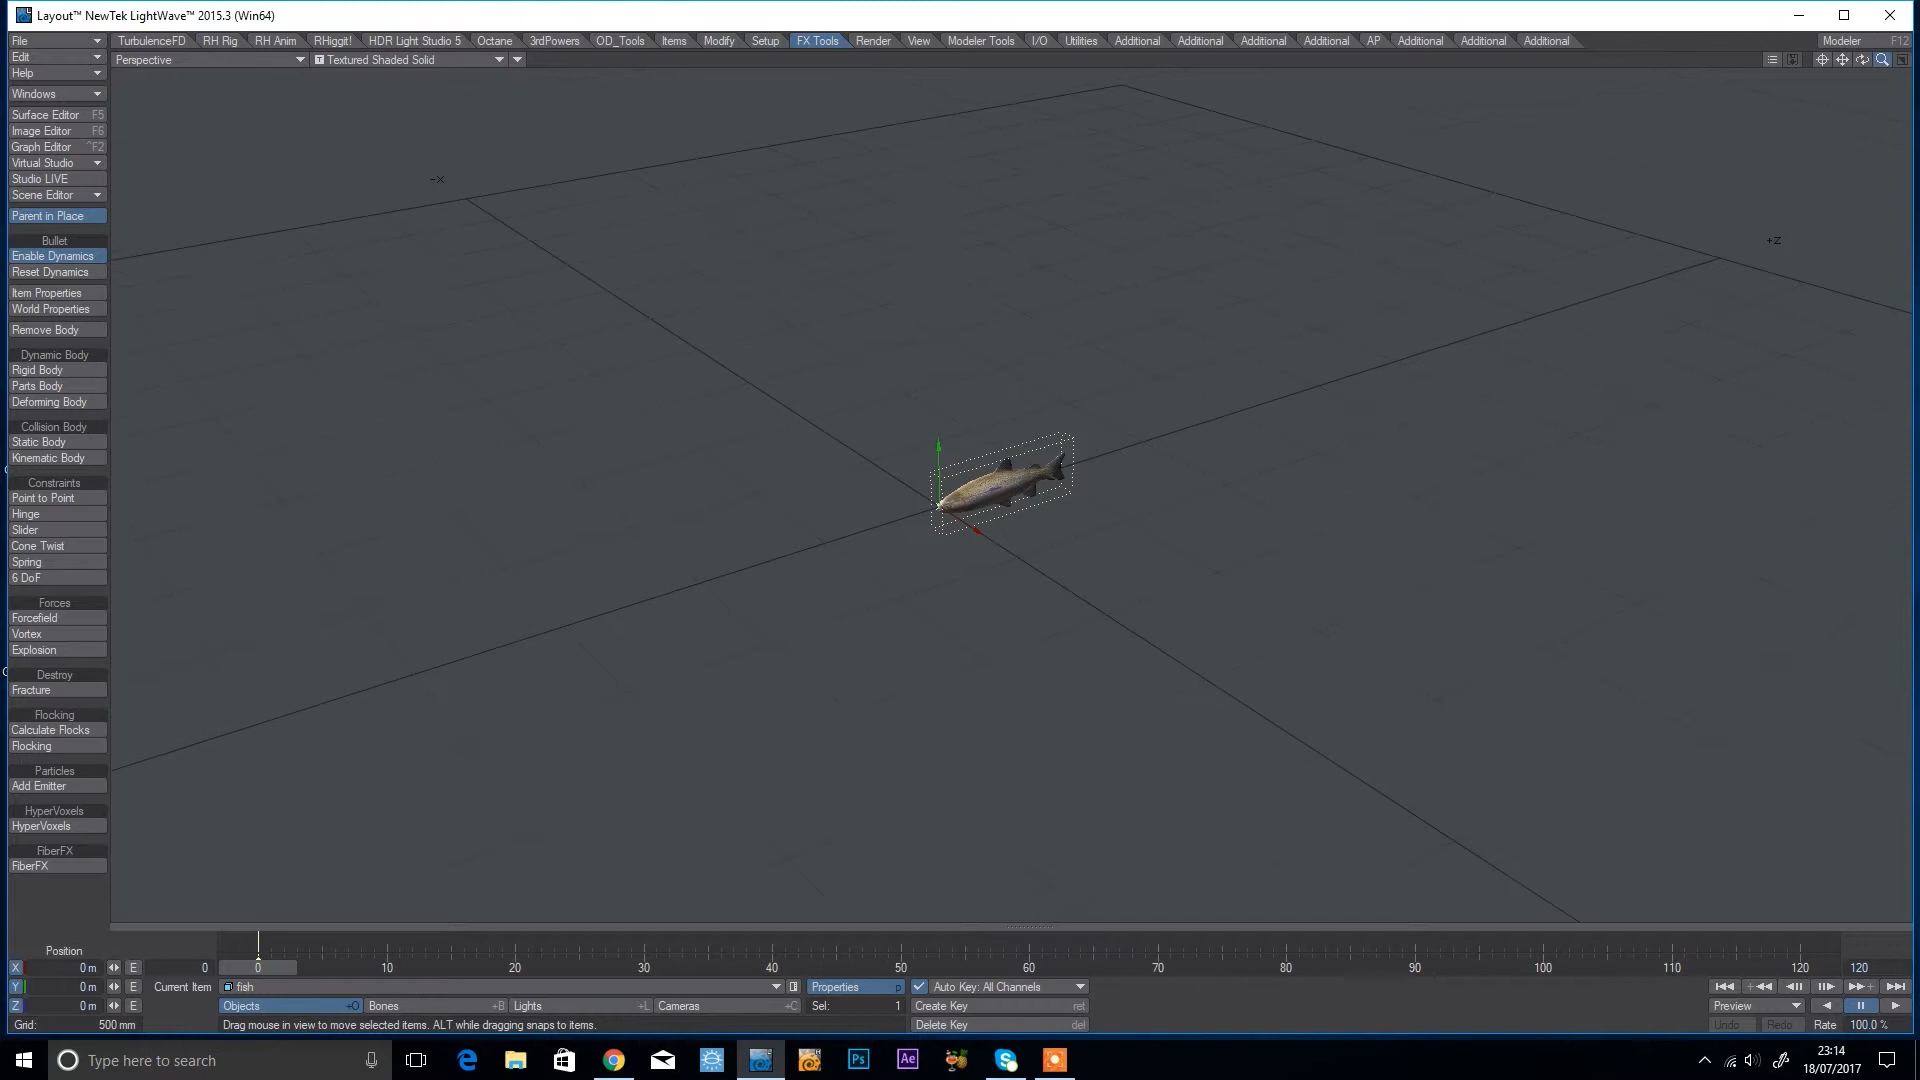 Layout™ NewTek LightWave™ 2015.3 (Win64)
File
Edit
Help
TurbulenceFD RH Rig RH Anim RHiggit! HDR Light Studio 5 Octane 3rdPowers OD_Tools Items Modify Setup FX Tools Render View Modeler Tools I/O Utilities Additional Additional Additional Additional AP Additional Additional Additional Modeler F12
Perspective Textured Shaded Solid
Windows
Surface Editor F5
Image Editor F6
Graph Editor ^F2
Virtual Studio
Studio LIVE
Scene Editor
Parent in Place
Bullet
Enable Dynamics
Reset Dynamics
Item Properties
World Properties
Remove Body
Dynamic Body
Rigid Body
Parts Body
Deforming Body
Collision Body
Static Body
Kinematic Body
Constraints
Point to Point
Hinge
Slider
Cone Twist
Spring
6 DoF
Forces
Forcefield
Vortex
Explosion
Destroy
Fracture
Flocking
Calculate Flocks
Flocking
Particles
Add Emitter
HyperVoxels
HyperVoxels
FiberFX
FiberFX
-X
+Z
Position
X 0 m E 0 0 10 20 30 40 50 60 70 80 90 100 110 120 120
Y 0 m E Current Item fish Properties p Auto Key: All Channels
Z 0 m E Objects +O Bones +B Lights +L Cameras +C Sel: 1 Create Key ret Preview
Grid: 500 mm Drag mouse in view to move selected items. ALT while dragging snaps to items. Delete Key del Undo Redo Rate 100.0 %
Type here to search
Ps Ae
23:14
18/07/2017